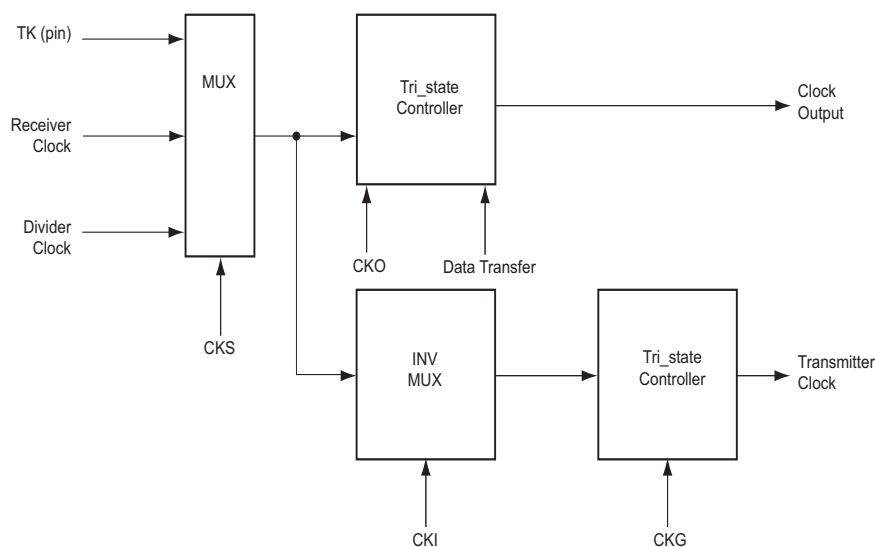 TK (pin)
MUX
Tri_state
Controller
Clock
Output
Receiver
Clock
Divider
Clock
CKO
Data Transfer
CKS
INV
MUX
Tri_state
Controller
Transmitter
Clock
CKI
CKG